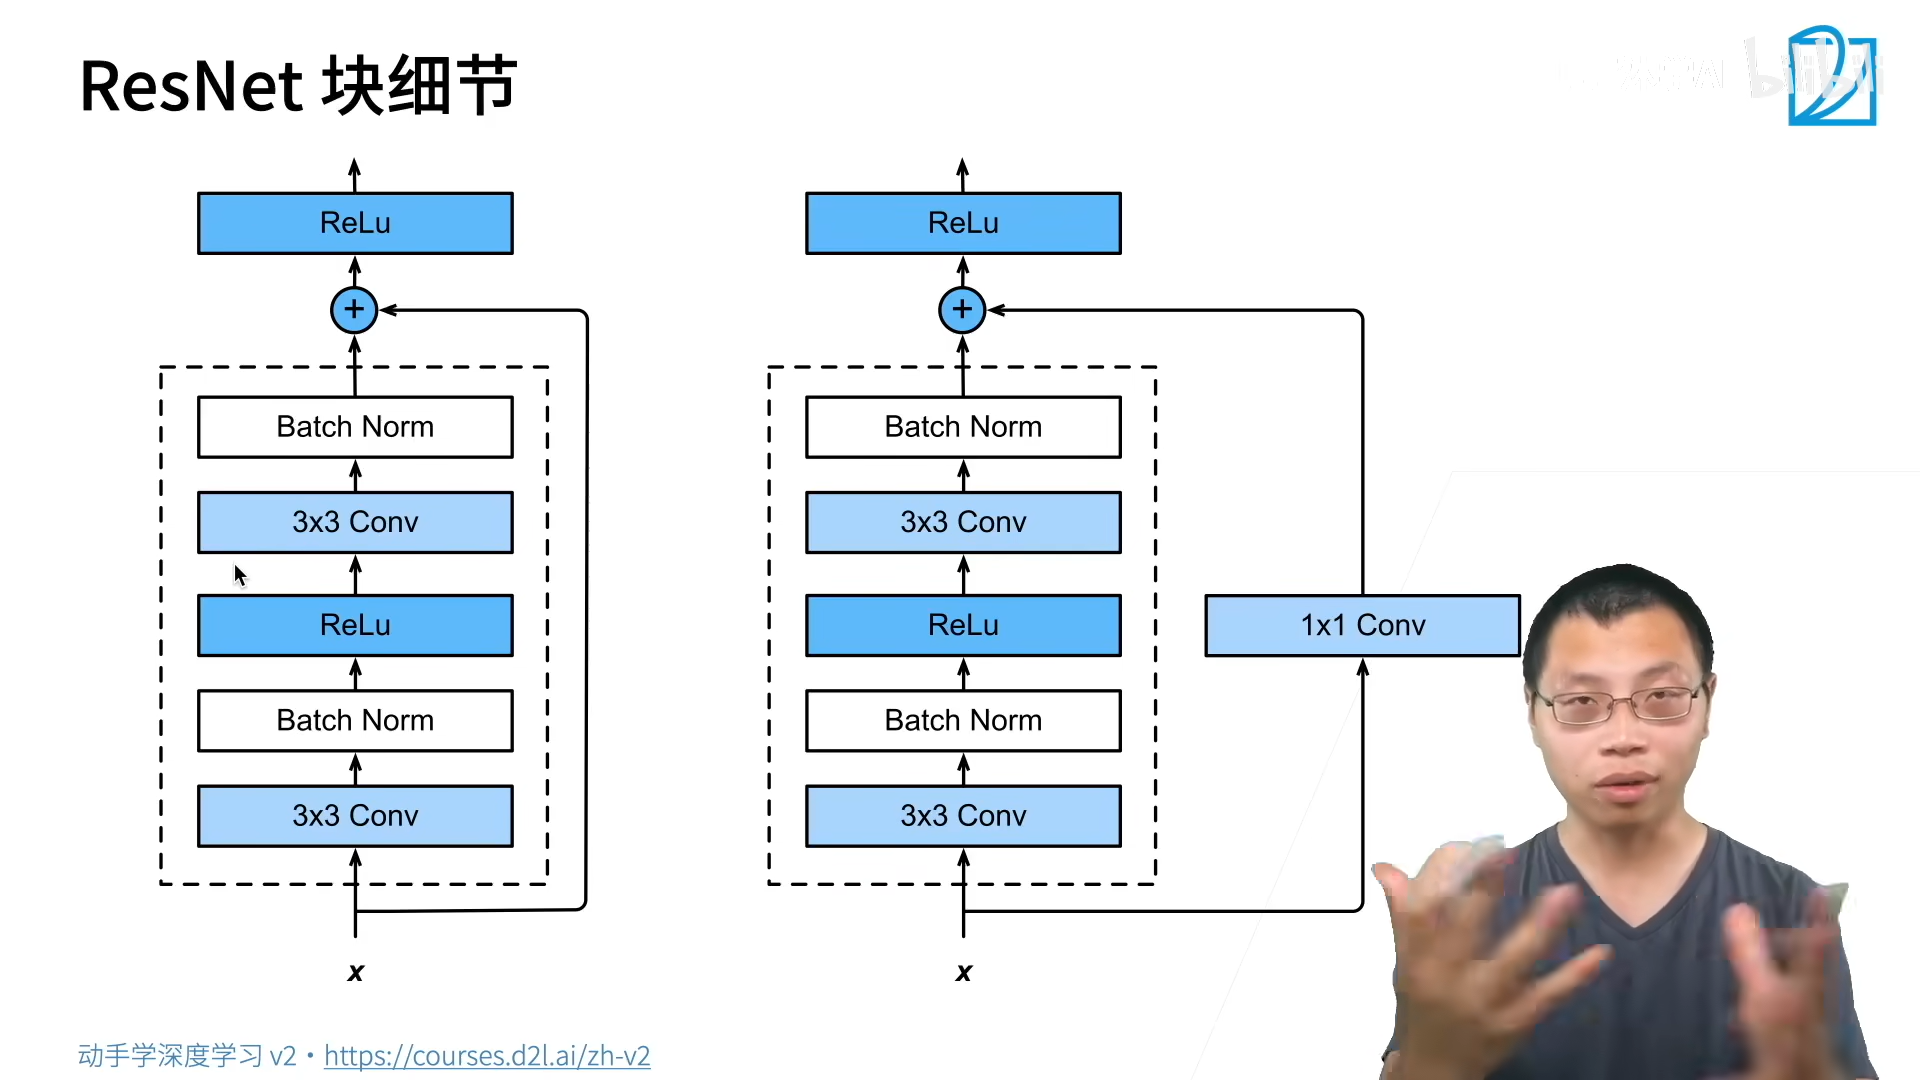 ResNet 块细节
bilibili
ReLu
+
Batch Norm
3x3 Conv
ReLu
Batch Norm
3x3 Conv
x
ReLu
+
Batch Norm
3x3 Conv
ReLu
Batch Norm
3x3 Conv
x
1x1 Conv
动手学深度学习 v2 • https://courses.d2l.ai/zh-v2